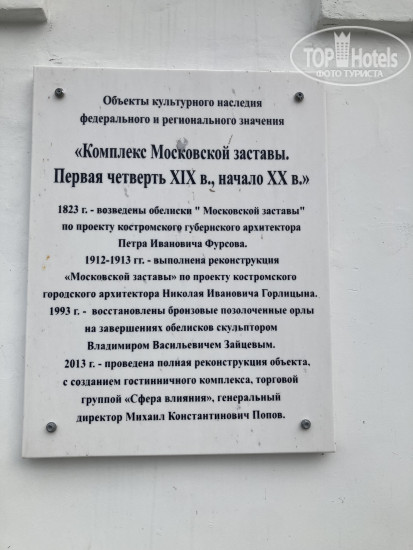 TOPHotels
ФОТО ТУРИСТА
Объекты культурного наследия
федерального и регионального значения
«Комплекс Московской заставы.
Первая четверть XIX в., начало XX в.»
1823 г. - возведены обелиски " Московской заставы"
по проекту костромского губернского архитектора
Петра Ивановича Фурсова.
1912-1913 гг. - выполнена реконструкция
«Московской заставы» по проекту костромского
городского архитектора Николая Ивановича Горлицына.
1993 г. - восстановлены бронзовые позолоченные орлы
на завершениях обелисков скульптором
Владимиром Васильевичем Зайцевым.
2013 г. - проведена полная реконструкция объекта,
с созданием гостинничного комплекса, торговой
группой «Сфера влияния», генеральный
директор Михаил Константинович Попов.